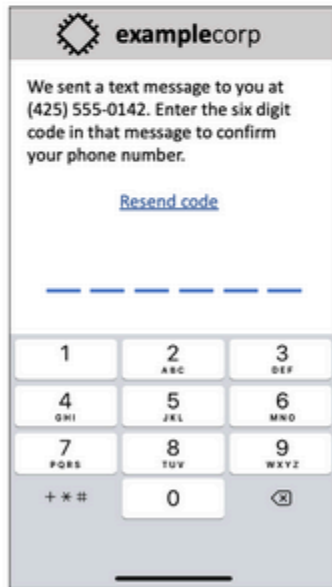 examplecorp
We sent a text message to you at
(425) 555-0142. Enter the six digit
code in that message to confirm
your phone number.
Resend code
1 2 3
ABC DEF
4 5 6
GHI JKL MNO
7 8 9
PQRS TUV WXYZ
+ * # 0